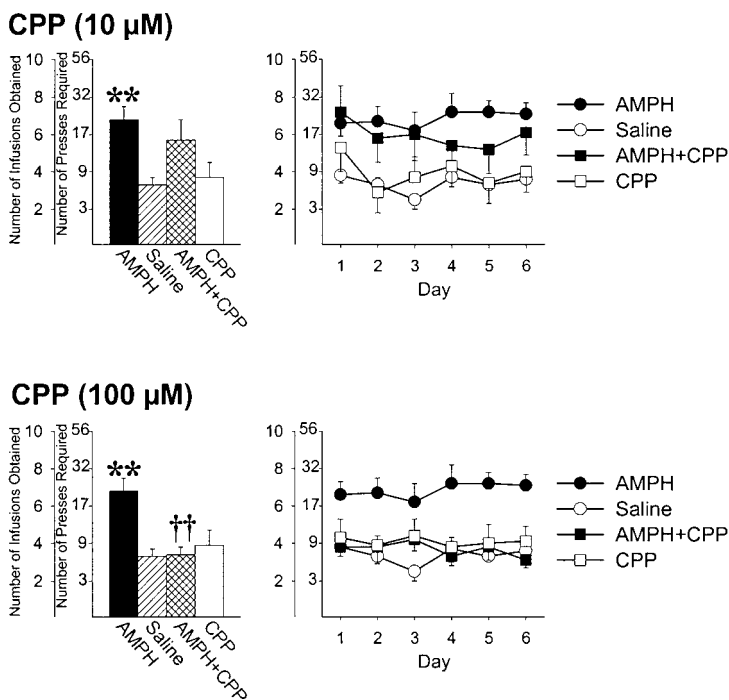 CPP (10 µM)
Number of Infusions Obtained
10
8
6
4
2
Number of Presses Required
56
32
17
9
3
**
AMPH
Saline
AMPH+CPP
CPP
10
8
6
4
2
56
32
17
9
3
1 2 3 4 5 6
Day
AMPH
Saline
AMPH+CPP
CPP
CPP (100 µM)
Number of Infusions Obtained
10
8
6
4
2
Number of Presses Required
56
32
17
9
3
**
††
AMPH
Saline
AMPH+CPP
CPP
10
8
6
4
2
56
32
17
9
3
1 2 3 4 5 6
Day
AMPH
Saline
AMPH+CPP
CPP